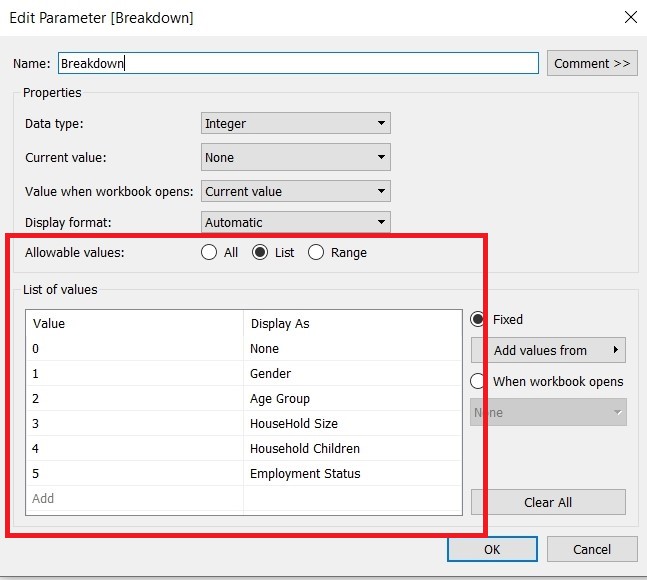 Edit Parameter [Breakdown]
Name: Breakdown Comment >>
Properties
Data type: Integer
Current value: None
Value when workbook opens: Current value
Display format: Automatic
Allowable values: All List Range
List of values
Value Display As
0 None
1 Gender
2 Age Group
3 HouseHold Size
4 Household Children
5 Employment Status
Add
Fixed
Add values from
When workbook opens
None
Clear All
OK Cancel